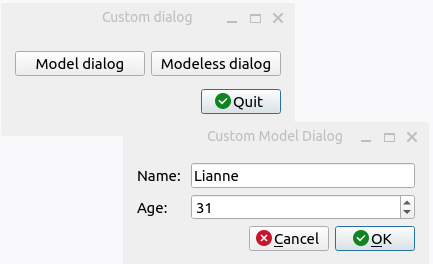 Custom dialog
Model dialog Modeless dialog
Quit
Custom Model Dialog
Name: Lianne
Age: 31
Cancel OK